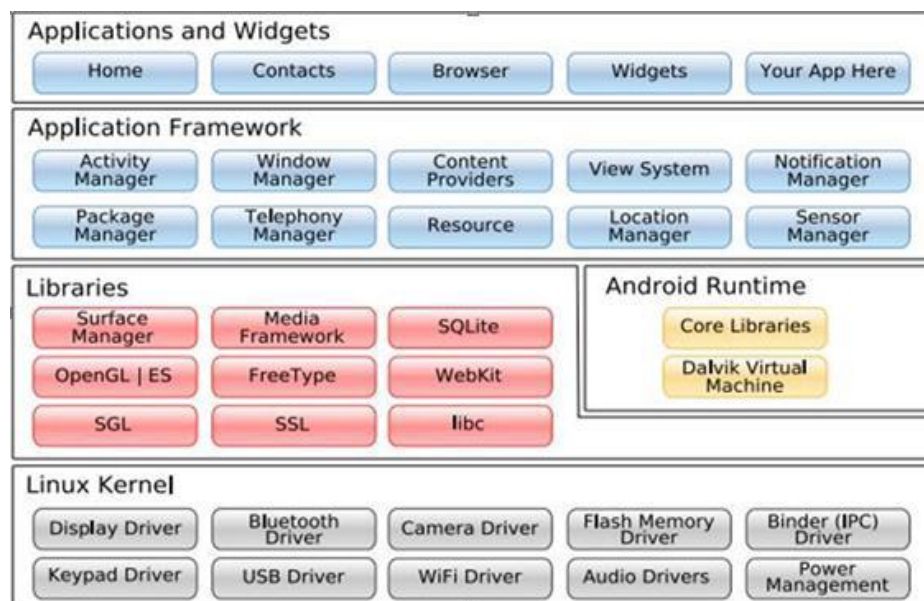 Applications and Widgets
Home
Contacts
Browser
Widgets
Your App Here
Application Framework
Activity
Manager
Window
Manager
Content
Providers
View System
Notification
Manager
Package
Manager
Telephony
Manager
Resource
Location
Manager
Sensor
Manager
Libraries
Surface
Manager
Media
Framework
SQLite
OpenGL | ES
FreeType
WebKit
SGL
SSL
libc
Android Runtime
Core Libraries
Dalvik Virtual
Machine
Linux Kernel
Display Driver
Bluetooth
Driver
Camera Driver
Flash Memory
Driver
Binder (IPC)
Driver
Keypad Driver
USB Driver
WiFi Driver
Audio Drivers
Power
Management